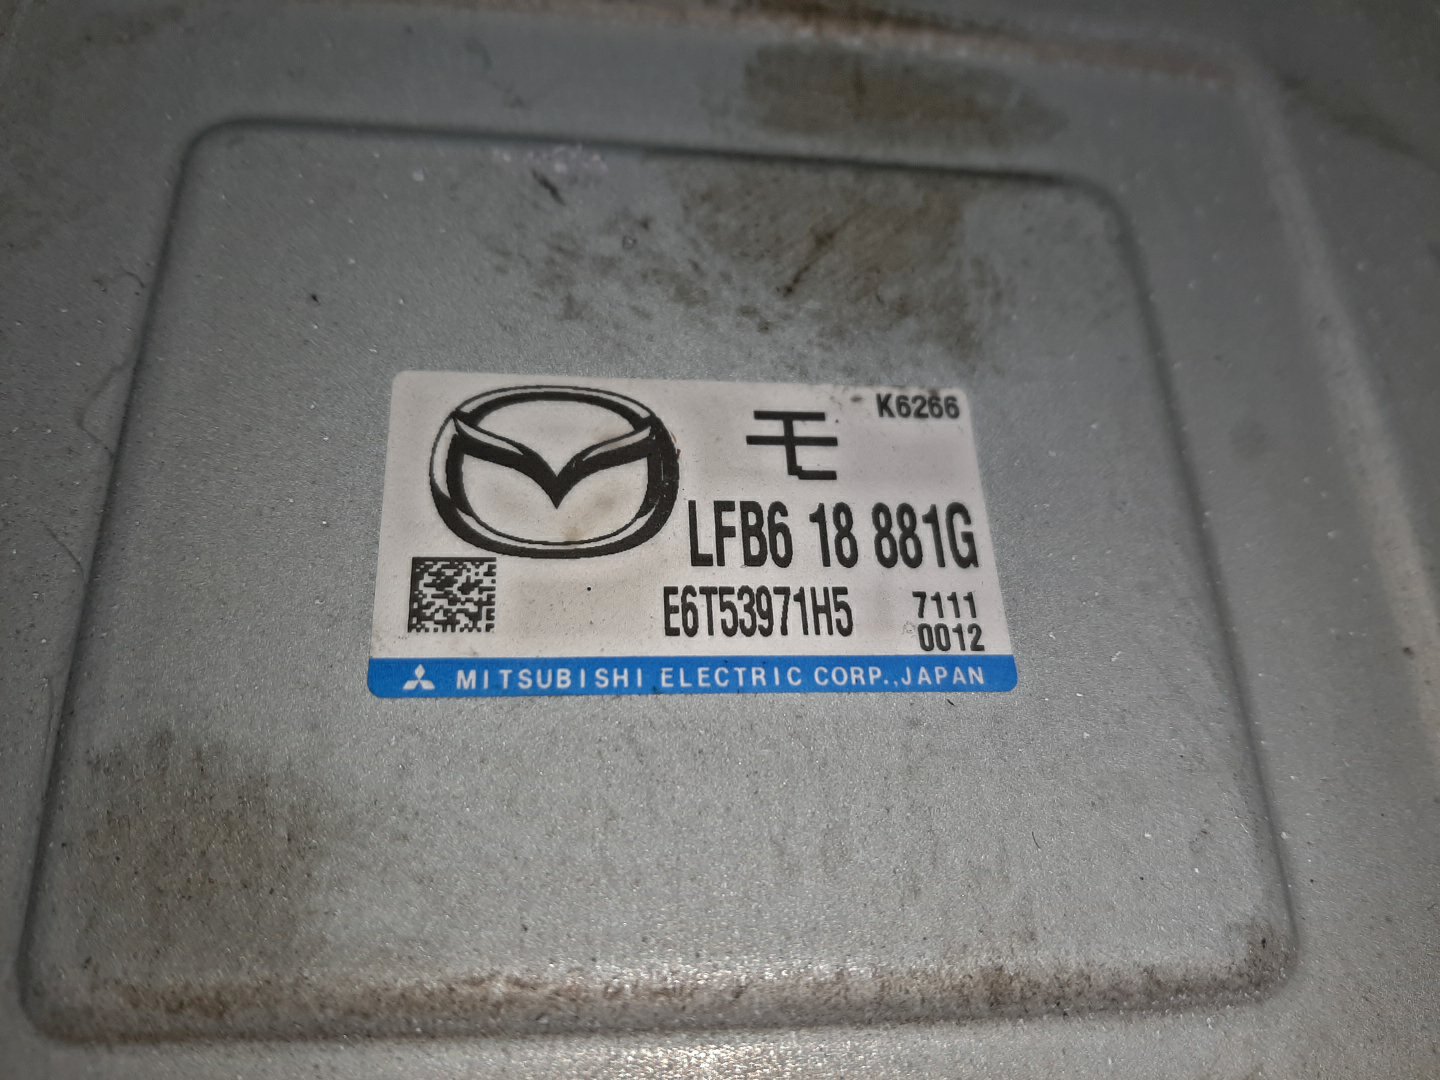 K6266
モ
LFB6 18 881G
E6T53971H5
7111
0012
MITSUBISHI ELECTRIC CORP.,JAPAN